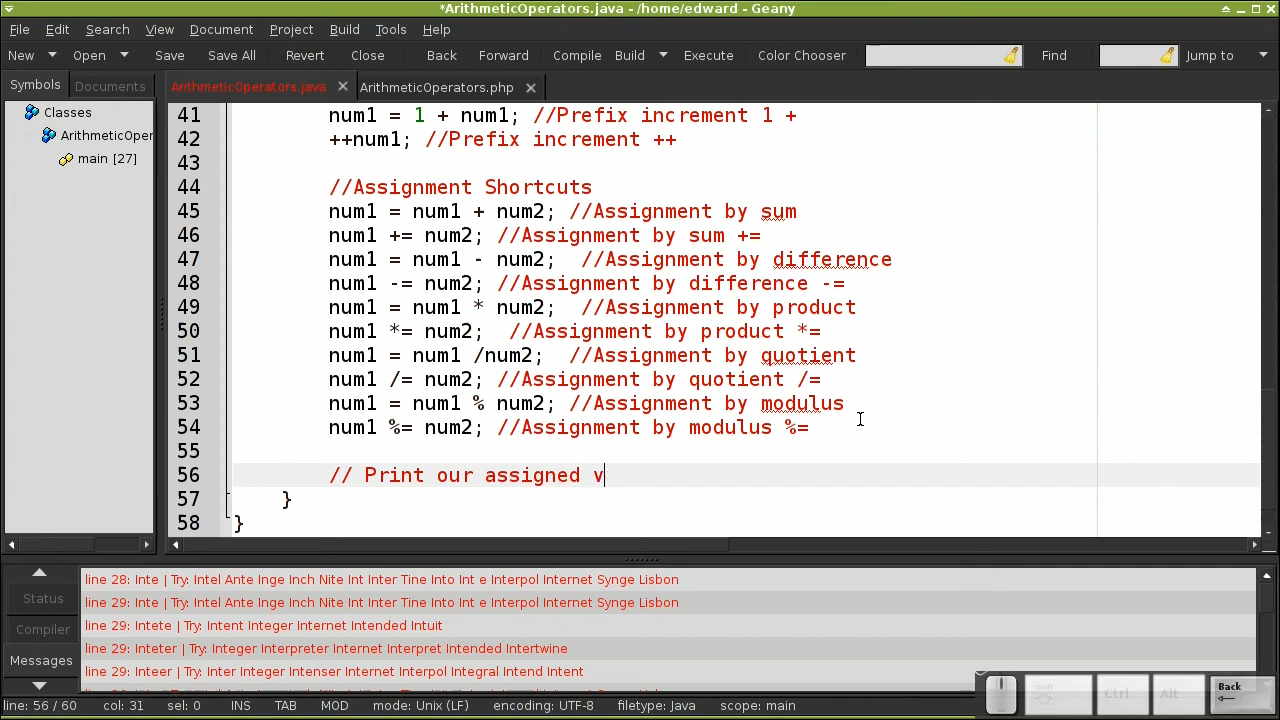 *ArithmeticOperators.java - /home/edward - Geany
File Edit Search View Document Project Build Tools Help
New Open Save Save All Revert Close Back Forward Compile Build Execute Color Chooser Find Jump to
Symbols Documents ArithmeticOperators.java ArithmeticOperators.php
Classes
ArithmeticOper
main [27]
41 num1 = 1 + num1; //Prefix increment 1 +
42 ++num1; //Prefix increment ++
43
44 //Assignment Shortcuts
45 num1 = num1 + num2; //Assignment by sum
46 num1 += num2; //Assignment by sum +=
47 num1 = num1 - num2; //Assignment by difference
48 num1 -= num2; //Assignment by difference -=
49 num1 = num1 * num2; //Assignment by product
50 num1 *= num2; //Assignment by product *=
51 num1 = num1 /num2; //Assignment by quotient
52 num1 /= num2; //Assignment by quotient /=
53 num1 = num1 % num2; //Assignment by modulus
54 num1 %= num2; //Assignment by modulus %=
55
56 // Print our assigned v
57 }
58 }
Status
Compiler
Messages
line 28: Inte | Try: Intel Ante Inge Inch Nite Int Inter Tine Into Int e Interpol Internet Synge Lisbon
line 29: Inte | Try: Intel Ante Inge Inch Nite Int Inter Tine Into Int e Interpol Internet Synge Lisbon
line 29: Intete | Try: Intent Integer Internet Intended Intuit
line 29: Inteter | Try: Integer Interpreter Internet Interpret Intended Intertwine
line 29: Inteer | Try: Inter Integer Intenser Internet Interpol Integral Intend Intent
Ctrl Alt Back
line: 56 / 60 col: 31 sel: 0 INS TAB MOD mode: Unix (LF) encoding: UTF-8 filetype: Java scope: main